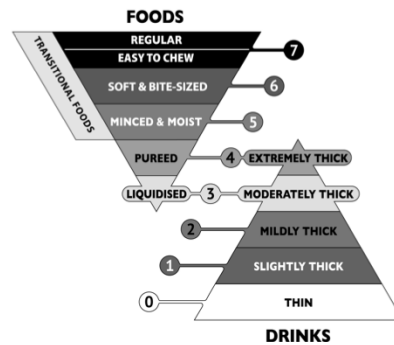 FOODS
REGULAR
EASY TO CHEW
7
TRANSITIONAL FOODS
SOFT & BITE-SIZED
6
MINCED & MOIST
5
PUREED
4
EXTREMELY THICK
LIQUIDISED
3
MODERATELY THICK
2
MILDLY THICK
1
SLIGHTLY THICK
0
THIN
DRINKS